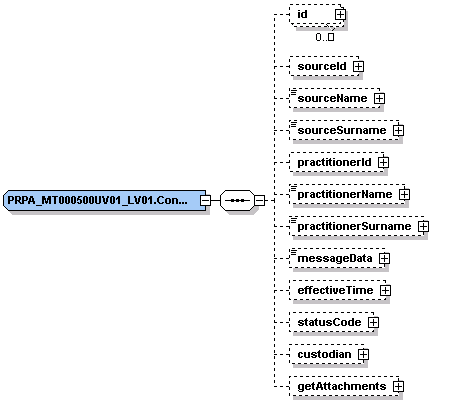 id
0..□
sourceId
sourceName
sourceSurname
practitionerId
PRPA_MT000500UV01_LV01.Con...
practitionerName
practitionerSurname
messageData
effectiveTime
statusCode
custodian
getAttachments